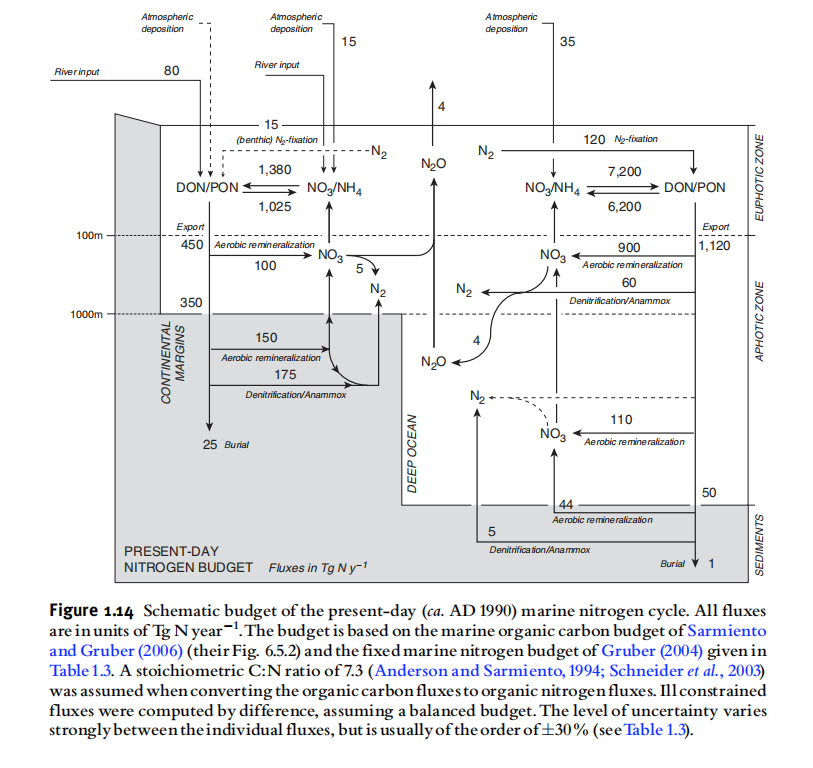 Atmospheric
deposition
Atmospheric
deposition
Atmospheric
deposition
15
35
River input
80
River input
4
15
(benthic) N₂-fixation
N₂
N₂O
N₂
120 N₂-fixation
1,380
DON/PON
NO₃/NH₄
1,025
7,200
NO₃/NH₄
DON/PON
6,200
EUPHOTIC ZONE
Export
100m
450
Aerobic remineralization
100
NO₃
5
N₂
Export
1,120
NO₃
900
Aerobic remineralization
N₂
60
Denitrification/Anammox
APHOTIC ZONE
350
1000m
4
N₂O
CONTINENTAL
MARGINS
150
Aerobic remineralization
175
Denitrification/Anammox
25 Burial
DEEP OCEAN
N₂
NO₃
110
Aerobic remineralization
50
44
Aerobic remineralization
5
Denitrification/Anammox
Burial 1
SEDIMENTS
PRESENT-DAY
NITROGEN BUDGET Fluxes in Tg N y⁻¹
Figure 1.14 Schematic budget of the present-day (ca. AD 1990) marine nitrogen cycle. All fluxes
are in units of Tg N year⁻¹. The budget is based on the marine organic carbon budget of Sarmiento
and Gruber (2006) (their Fig. 6.5.2) and the fixed marine nitrogen budget of Gruber (2004) given in
Table 1.3. A stoichiometric C:N ratio of 7.3 (Anderson and Sarmiento, 1994; Schneider et al., 2003)
was assumed when converting the organic carbon fluxes to organic nitrogen fluxes. Ill constrained
fluxes were computed by difference, assuming a balanced budget. The level of uncertainty varies
strongly between the individual fluxes, but is usually of the order of ±30% (see Table 1.3).